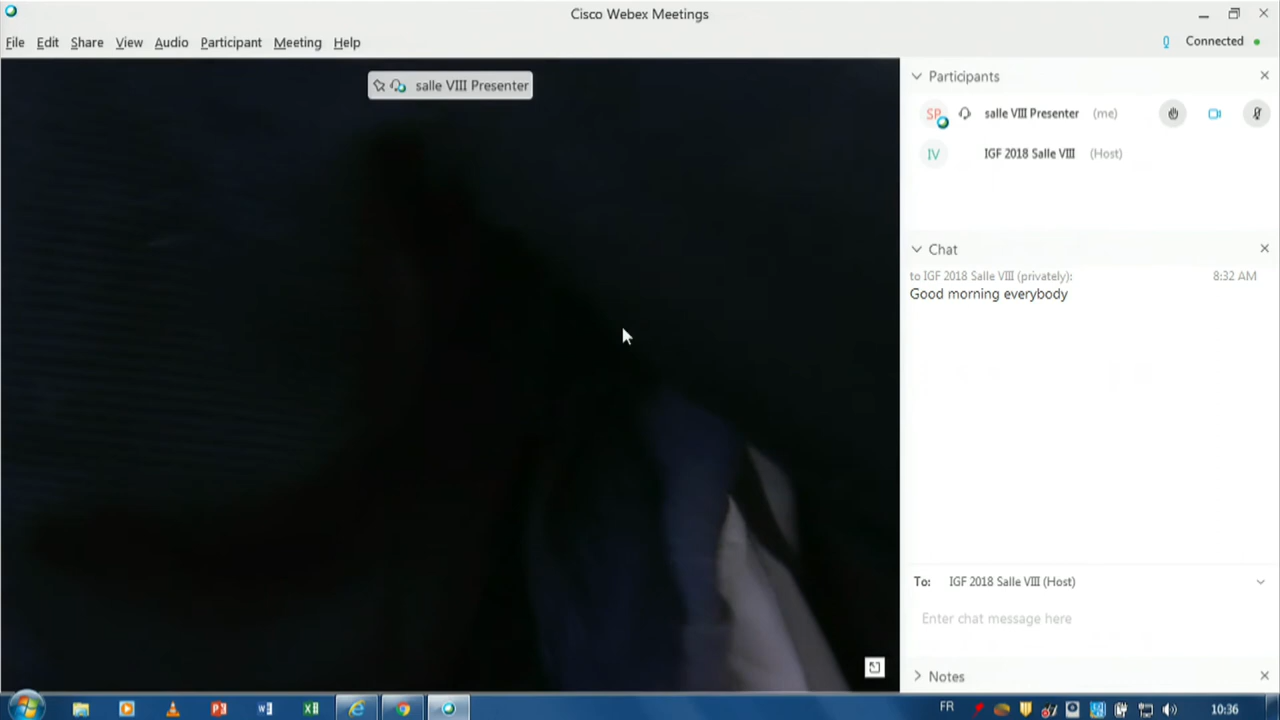 Cisco Webex Meetings
File Edit Share View Audio Participant Meeting Help
Connected
salle VIII Presenter
Participants
SP salle VIII Presenter (me)
IV IGF 2018 Salle VIII (Host)
Chat
to IGF 2018 Salle VIII (privately): 8:32 AM
Good morning everybody
To: IGF 2018 Salle VIII (Host)
Enter chat message here
Notes
FR 10:36